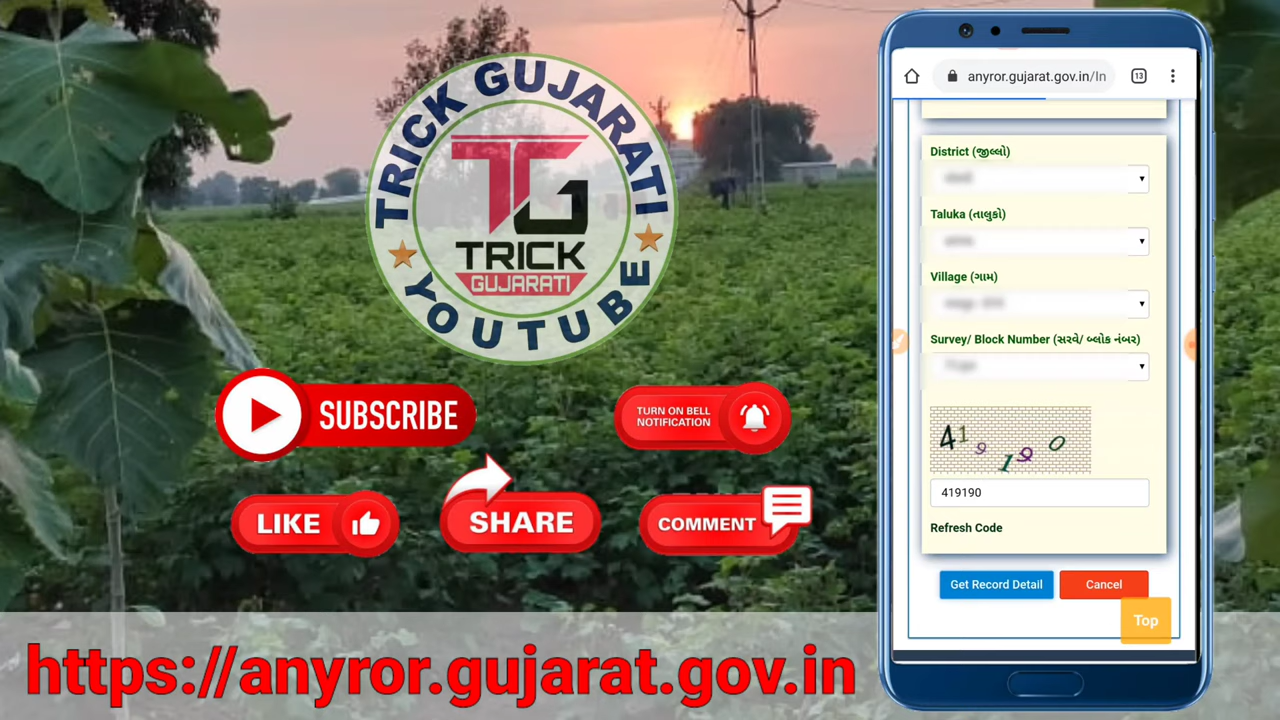 TRICK GUJARATI
TG
TRICK
GUJARATI
YOUTUBE
SUBSCRIBE
TURN ON BELL
NOTIFICATION
LIKE
SHARE
COMMENT
https://anyror.gujarat.gov.in
anyror.gujarat.gov.in/In
13
District (જીલ્લો)
Taluka (તાલુકો)
Village (ગામ)
Survey/ Block Number (સરવે/ બ્લોક નંબર)
419190
419190
Refresh Code
Get Record Detail
Cancel
Top